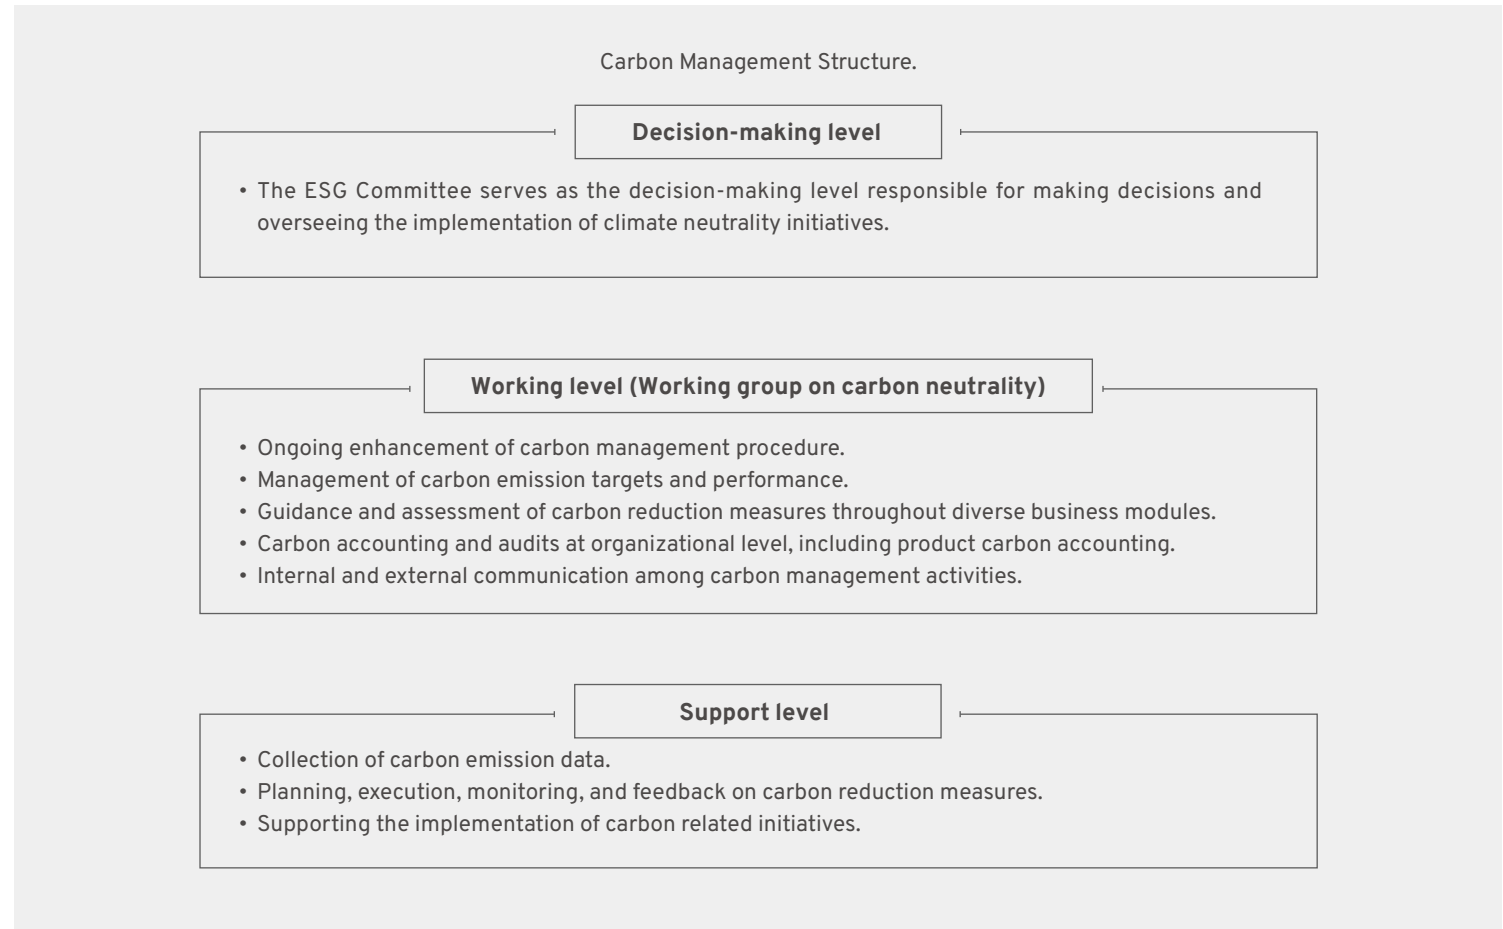 Carbon Management Structure.
Decision-making level
• The ESG Committee serves as the decision-making level responsible for making decisions and
overseeing the implementation of climate neutrality initiatives.
Working level (Working group on carbon neutrality)
• Ongoing enhancement of carbon management procedure.
• Management of carbon emission targets and performance.
• Guidance and assessment of carbon reduction measures throughout diverse business modules.
• Carbon accounting and audits at organizational level, including product carbon accounting.
• Internal and external communication among carbon management activities.
Support level
• Collection of carbon emission data.
• Planning, execution, monitoring, and feedback on carbon reduction measures.
• Supporting the implementation of carbon related initiatives.